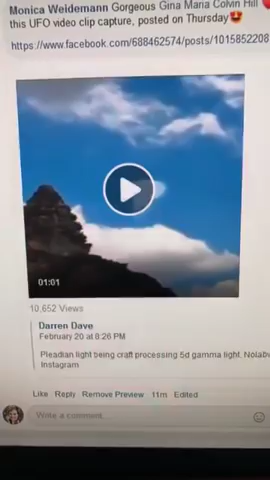 Monica Weidemann Gorgeous Gina Maria Colvin Hill
this UFO video clip capture, posted on Thursday🤩
https://www.facebook.com/688462574/posts/1015852208
01:01
10,652 Views
Darren Dave
February 20 at 8:26 PM
Pleadian light being craft processing 5d gamma light.
Instagram
Like Reply Remove Preview 11m Edited
Write a comment...